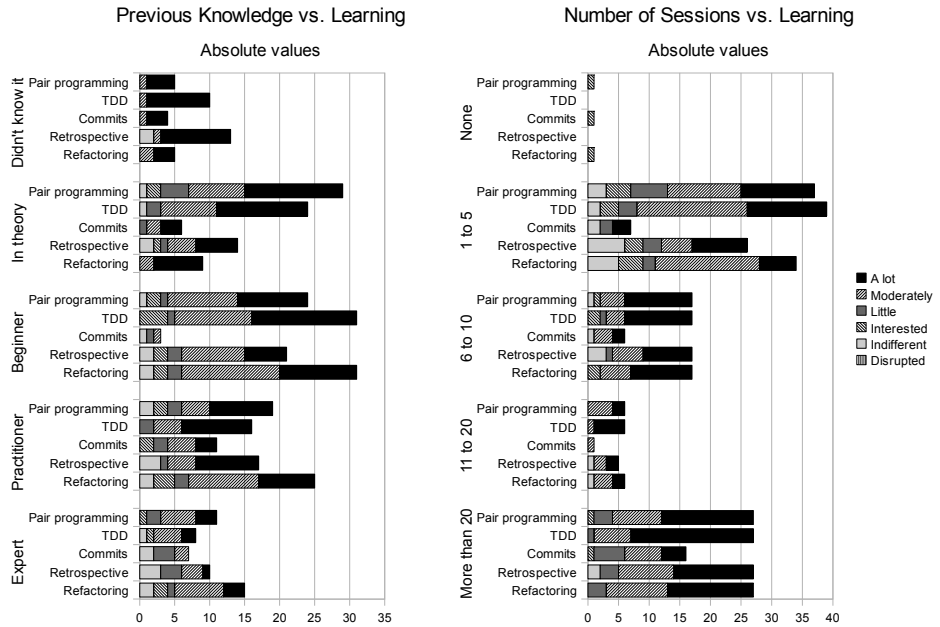 Previous Knowledge vs. Learning
Absolute values
Didn't know it
Pair programming
TDD
Commits
Retrospective
Refactoring
In theory
Pair programming
TDD
Commits
Retrospective
Refactoring
Beginner
Pair programming
TDD
Commits
Retrospective
Refactoring
Practitioner
Pair programming
TDD
Commits
Retrospective
Refactoring
Expert
Pair programming
TDD
Commits
Retrospective
Refactoring
0 5 10 15 20 25 30 35
Number of Sessions vs. Learning
Absolute values
None
Pair programming
TDD
Commits
Retrospective
Refactoring
1 to 5
Pair programming
TDD
Commits
Retrospective
Refactoring
6 to 10
Pair programming
TDD
Commits
Retrospective
Refactoring
11 to 20
Pair programming
TDD
Commits
Retrospective
Refactoring
More than 20
Pair programming
TDD
Commits
Retrospective
Refactoring
0 5 10 15 20 25 30 35 40
A lot
Moderately
Little
Interested
Indifferent
Disrupted